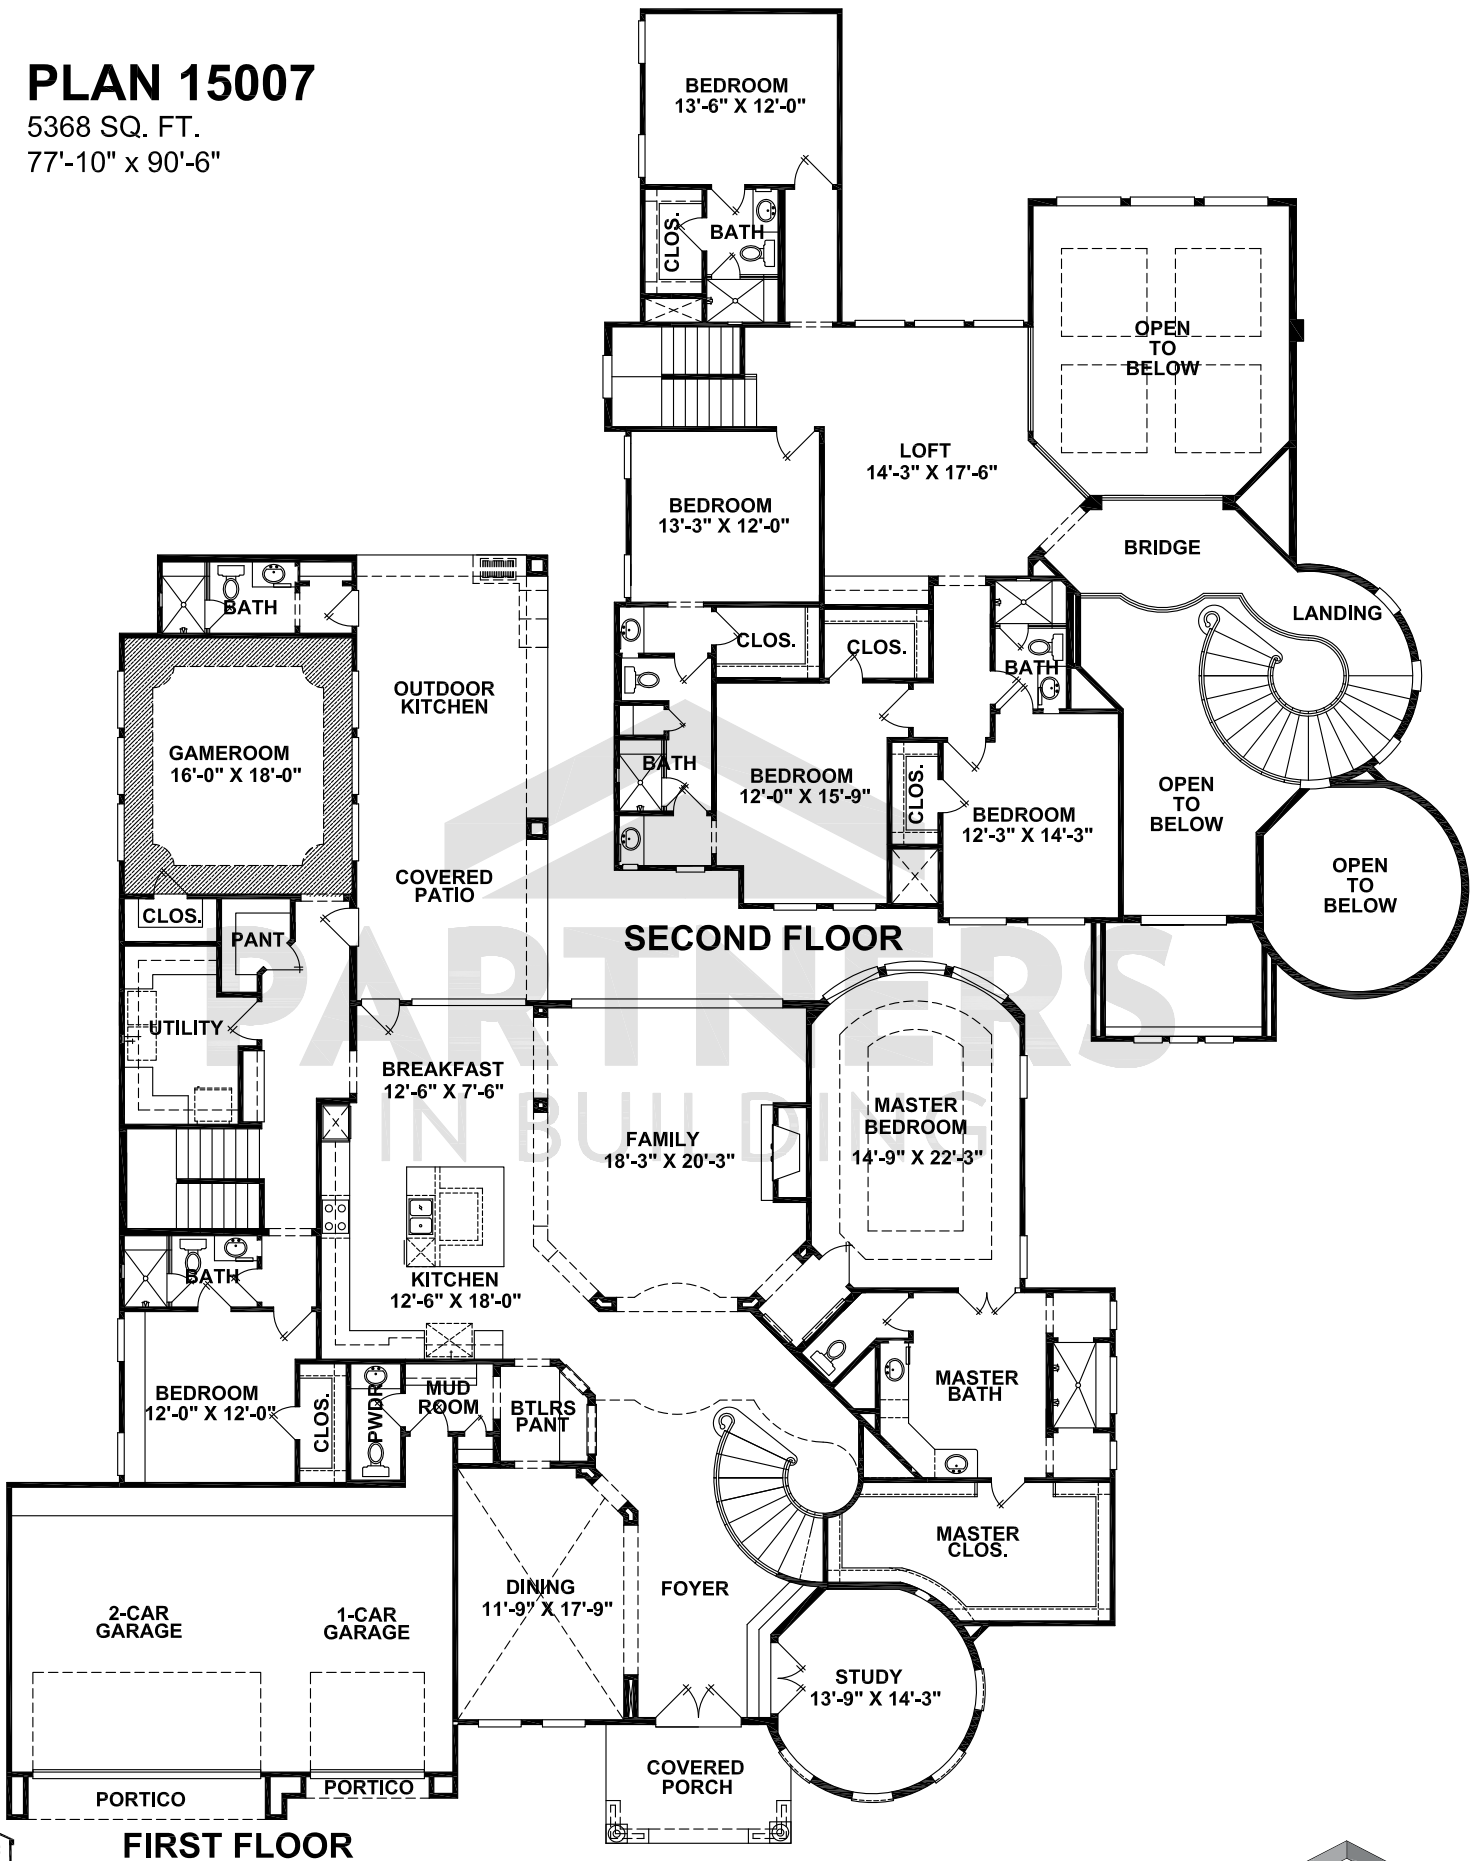 PLAN 15007
5368 SQ. FT.
77'-10" x 90'-6"
BEDROOM
13'-6" X 12'-0"
CLOS.
BATH
OPEN
TO
BELOW
LOFT
14'-3" X 17'-6"
BEDROOM
13'-3" X 12'-0"
BRIDGE
LANDING
CLOS.
CLOS.
BATH
BATH
BEDROOM
12'-0" X 15'-9"
CLOS.
BEDROOM
12'-3" X 14'-3"
OPEN
TO
BELOW
OPEN
TO
BELOW
SECOND FLOOR
BATH
OUTDOOR
KITCHEN
GAMEROOM
16'-0" X 18'-0"
COVERED
PATIO
CLOS.
PANT
UTILITY
PARTNERS
IN BUILDING
BREAKFAST
12'-6" X 7'-6"
FAMILY
18'-3" X 20'-3"
MASTER
BEDROOM
14'-9" X 22'-3"
BATH
KITCHEN
12'-6" X 18'-0"
BEDROOM
12'-0" X 12'-0"
CLOS.
PWDR
MUD
ROOM
BTLRS
PANT
MASTER
BATH
MASTER
CLOS.
DINING
11'-9" X 17'-9"
FOYER
2-CAR
GARAGE
1-CAR
GARAGE
STUDY
13'-9" X 14'-3"
COVERED
PORCH
PORTICO
PORTICO
FIRST FLOOR